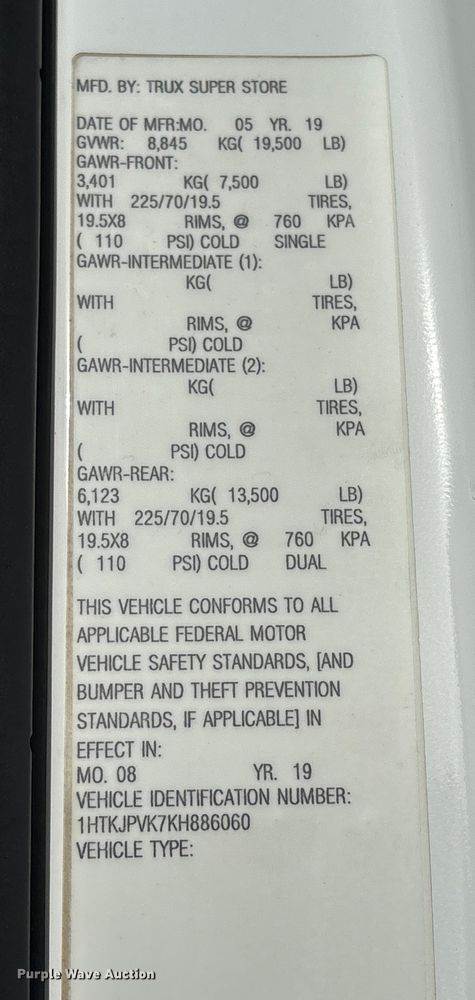 MFD. BY: TRUX SUPER STORE
DATE OF MFR:MO. 05 YR. 19
GVWR: 8,845 KG( 19,500 LB)
GAWR-FRONT:
3,401 KG( 7,500 LB)
WITH 225/70/19.5 TIRES,
19.5X8 RIMS, @ 760 KPA
( 110 PSI) COLD SINGLE
GAWR-INTERMEDIATE (1):
KG( LB)
WITH TIRES,
RIMS, @ KPA
( PSI) COLD
GAWR-INTERMEDIATE (2):
KG( LB)
WITH TIRES,
RIMS, @ KPA
( PSI) COLD
GAWR-REAR:
6,123 KG( 13,500 LB)
WITH 225/70/19.5 TIRES,
19.5X8 RIMS, @ 760 KPA
( 110 PSI) COLD DUAL
THIS VEHICLE CONFORMS TO ALL
APPLICABLE FEDERAL MOTOR
VEHICLE SAFETY STANDARDS, [AND
BUMPER AND THEFT PREVENTION
STANDARDS, IF APPLICABLE] IN
EFFECT IN:
MO. 08 YR. 19
VEHICLE IDENTIFICATION NUMBER:
1HTKJPVK7KH886060
VEHICLE TYPE:
Purple Wave Auction